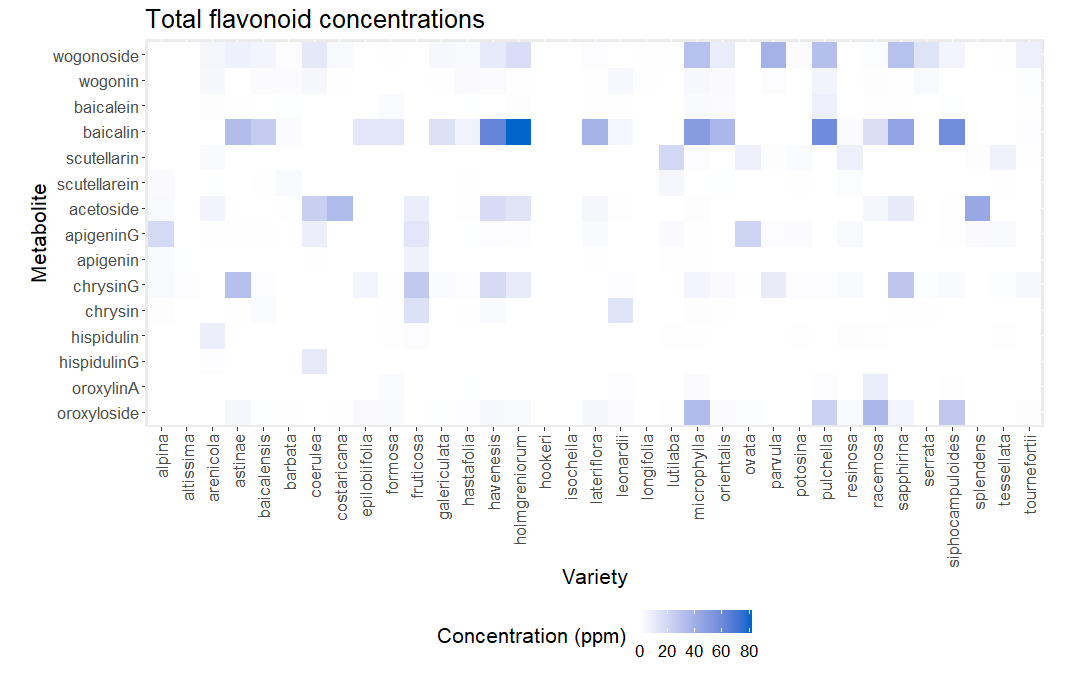 Total flavonoid concentrations
Metabolite
wogonoside
wogonin
baicalein
baicalin
scutellarin
scutellarein
acetoside
apigeninG
apigenin
chrysinG
chrysin
hispidulin
hispidulinG
oroxylinA
oroxyloside
alpina
altissima
arenicola
astinae
baicalensis
barbata
coerulea
costaricana
epilobiifolia
formosa
fruticosa
galericulata
hastafolia
havenesis
holmgreniorum
hookeri
isochella
lateriflora
leonardii
longifolia
lutilaba
microphylla
orientalis
ovata
parvula
potosina
pulchella
resinosa
racemosa
sapphirina
serrata
siphocampuloides
splendens
tessellata
tournefortii
Variety
Concentration (ppm)
0 20 40 60 80